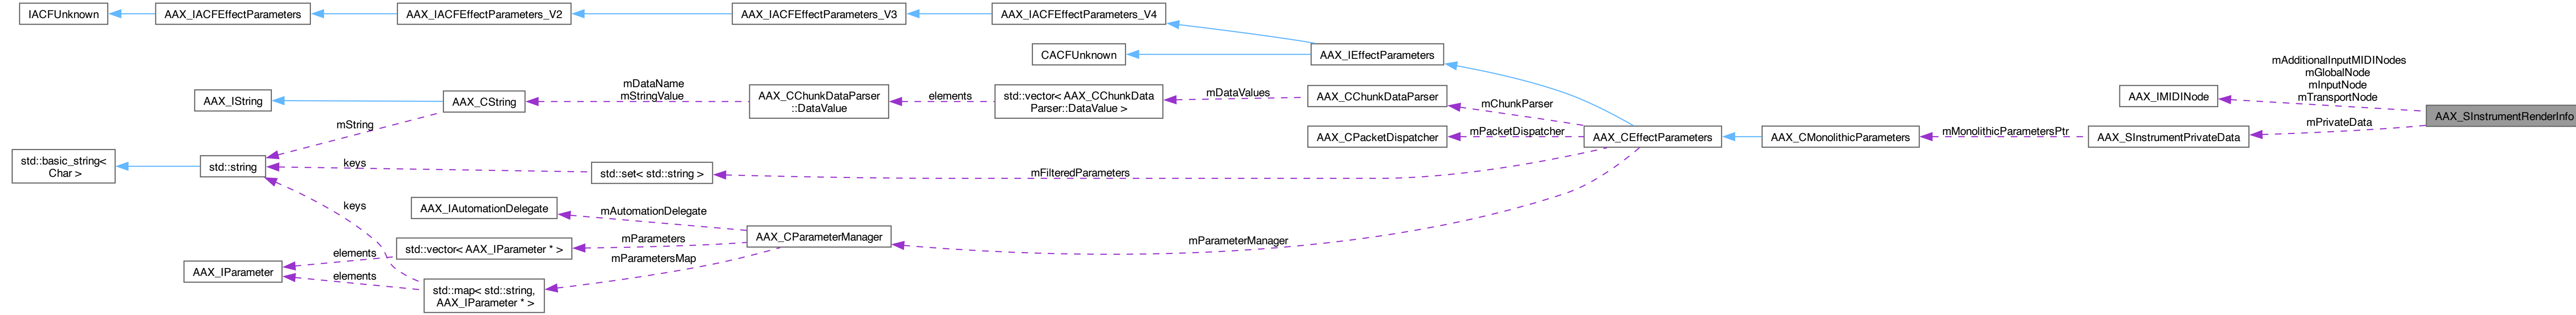 IACFUnknown
AAX_IACFEffectParameters
AAX_IACFEffectParameters_V2
AAX_IACFEffectParameters_V3
AAX_IACFEffectParameters_V4
CACFUnknown
AAX_IEffectParameters
AAX_IString
AAX_CString
mDataName
mStringValue
AAX_CChunkDataParser
::DataValue
elements
std::vector< AAX_CChunkData
Parser::DataValue >
mDataValues
AAX_CChunkDataParser
mChunkParser
AAX_CPacketDispatcher
mPacketDispatcher
AAX_CEffectParameters
AAX_CMonolithicParameters
mMonolithicParametersPtr
AAX_SInstrumentPrivateData
mAdditionalInputMIDINodes
mGlobalNode
mInputNode
mTransportNode
AAX_IMIDINode
mPrivateData
AAX_SInstrumentRenderInfo
mString
std::basic_string<
Char >
std::string
keys
std::set< std::string >
mFilteredParameters
keys
AAX_IAutomationDelegate
mAutomationDelegate
std::vector< AAX_IParameter * >
mParameters
AAX_CParameterManager
mParameterManager
mParametersMap
elements
AAX_IParameter
elements
std::map< std::string,
AAX_IParameter * >